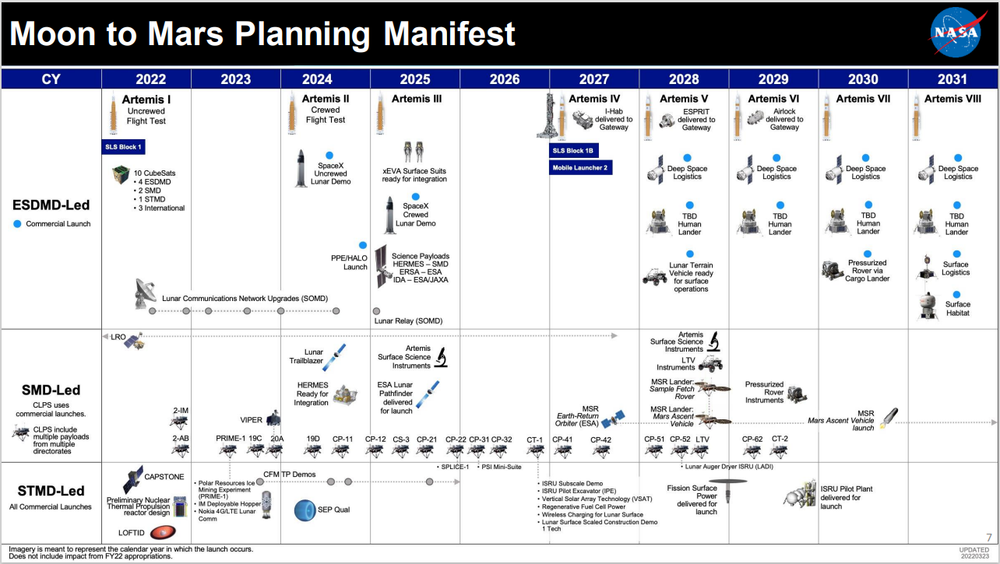 Moon to Mars Planning Manifest
NASA
CY
2022
2023
2024
2025
2026
2027
2028
2029
2030
2031
ESDMD-Led
Commercial Launch
Artemis I
Uncrewed
Flight Test
SLS Block 1
10 CubeSats
• 4 ESDMD
• 2 SMD
• 1 STMD
• 3 International
Artemis II
Crewed
Flight Test
SpaceX
Uncrewed
Lunar Demo
PPE/HALO
Launch
Artemis III
xEVA Surface Suits
ready for integration
SpaceX
Crewed
Lunar Demo
Science Payloads
HERMES – SMD
ERSA – ESA
IDA – ESA/JAXA
Lunar Communications Network Upgrades (SOMD)
Lunar Relay (SOMD)
Artemis IV
I-Hab
delivered to
Gateway
SLS Block 1B
Mobile Launcher 2
Artemis V
ESPRIT
delivered to
Gateway
Deep Space
Logistics
TBD
Human
Lander
Lunar Terrain
Vehicle ready
for surface
operations
Artemis VI
Airlock
delivered to
Gateway
Deep Space
Logistics
TBD
Human
Lander
Artemis VII
Deep Space
Logistics
TBD
Human
Lander
Pressurized
Rover via
Cargo Lander
Artemis VIII
Deep Space
Logistics
TBD
Human
Lander
Surface
Logistics
Surface
Habitat
SMD-Led
CLPS uses
commercial launches.
CLPS include
multiple payloads
from multiple
directorates
LRO
2-IM
2-AB
VIPER
PRIME-1
19C
20A
Lunar
Trailblazer
HERMES
Ready for
Integration
19D
CP-11
Artemis
Surface Science
Instruments
ESA Lunar
Pathfinder
delivered
for launch
CP-12
CS-3
CP-21
CP-22
CP-31
CP-32
CT-1
MSR
Earth-Return
Orbiter (ESA)
CP-41
CP-42
Artemis
Surface Science
Instruments
LTV
Instruments
MSR Lander:
Sample Fetch
Rover
MSR Lander:
Mars Ascent
Vehicle
CP-51
CP-52
LTV
Pressurized
Rover
Instruments
CP-62
CT-2
MSR
Mars Ascent Vehicle
launch
STMD-Led
All Commercial Launches
CAPSTONE
Preliminary Nuclear
Thermal Propulsion
reactor design
LOFTID
CFM TP Demos
• Polar Resources Ice
Mining Experiment
(PRIME-1)
• IM Deployable Hopper
• Nokia 4G/LTE Lunar
Comm
SEP Qual
• SPLICE-1
• PSI Mini-Suite
• ISRU Subscale Demo
• ISRU Pilot Excavator (IPE)
• Vertical Solar Array Technology (VSAT)
• Regenerative Fuel Cell Power
• Wireless Charging for Lunar Surface
• Lunar Surface Scaled Construction Demo
1 Tech
• Lunar Auger Dryer ISRU (LADI)
Fission Surface
Power
delivered for
launch
ISRU Pilot Plant
delivered for
launch
7
Imagery is meant to represent the calendar year in which the launch occurs.
Does not include impact from FY22 appropriations.
UPDATED
20220323